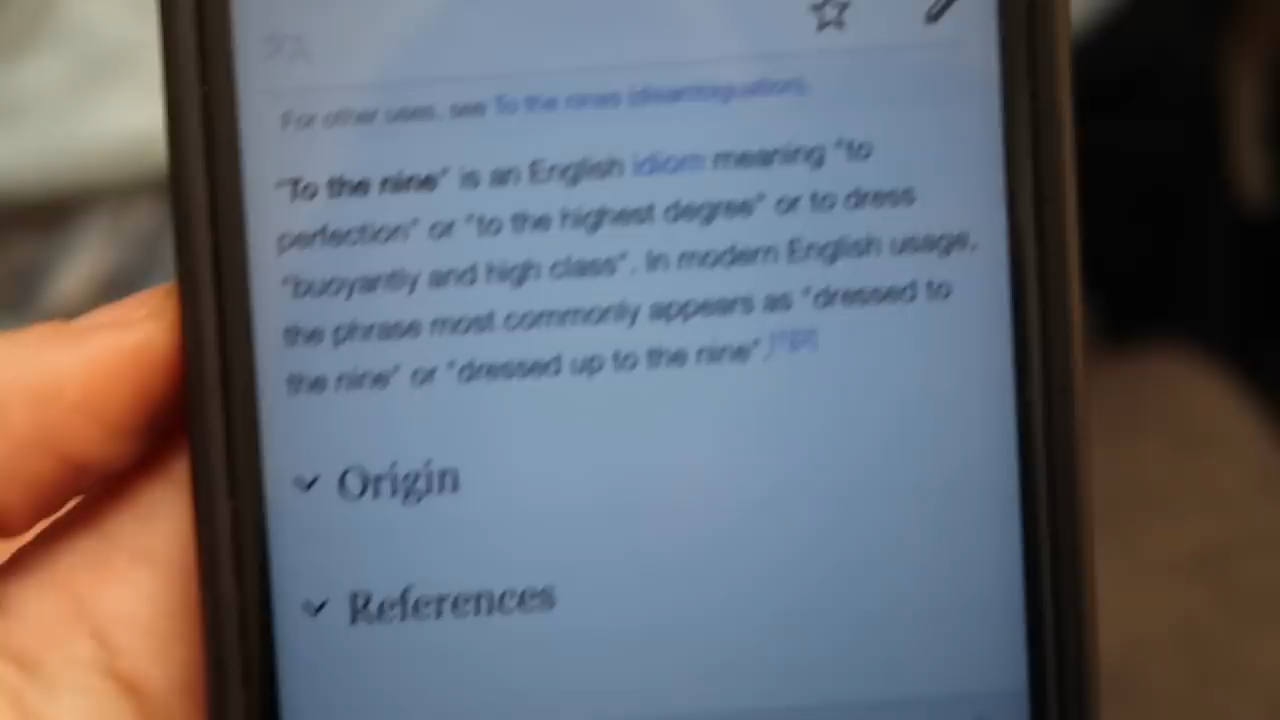 For other uses, see To the nines (disambiguation).
"To the nine" is an English idiom meaning "to
perfection" or "to the highest degree" or to dress
"buoyantly and high class". In modern English usage,
the phrase most commonly appears as "dressed to
the nine" or "dressed up to the nine".[1][2]
Origin
References